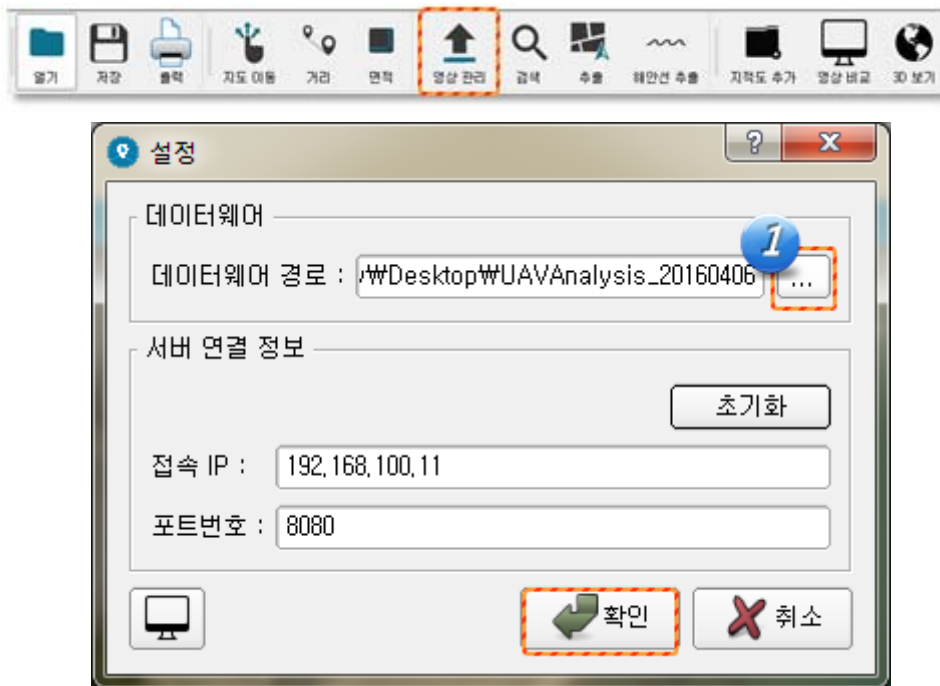 열기 저장 출력 지도 이동 거리 면적 영상 관리 검색 추출 해안선 추출 지적도 추가 영상 비교 3D 보기
설정 ? x
데이터웨어
1
데이터웨어 경로 : y₩Desktop₩UAVAnalysis_20160406 ...
서버 연결 정보
초기화
접속 IP : 192,168,100,11
포트번호 : 8080
확인 취소